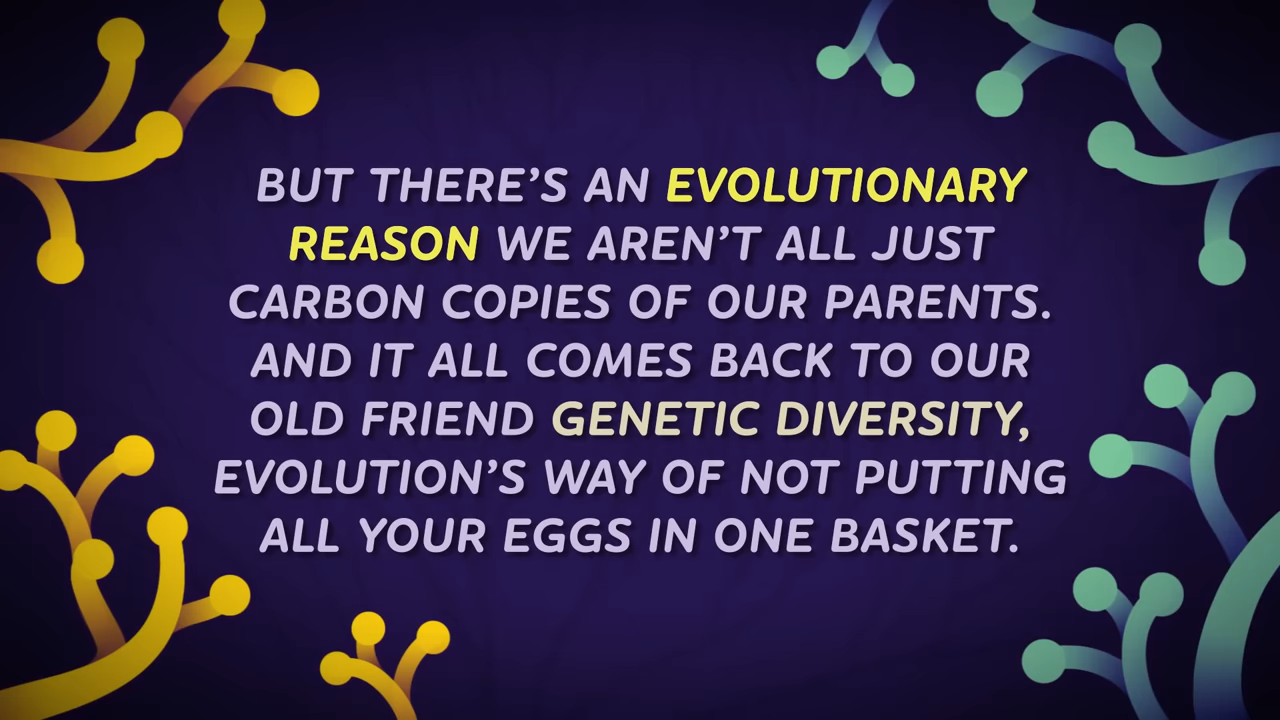 BUT THERE’S AN EVOLUTIONARY
REASON WE AREN’T ALL JUST
CARBON COPIES OF OUR PARENTS.
AND IT ALL COMES BACK TO OUR
OLD FRIEND GENETIC DIVERSITY,
EVOLUTION’S WAY OF NOT PUTTING
ALL YOUR EGGS IN ONE BASKET.